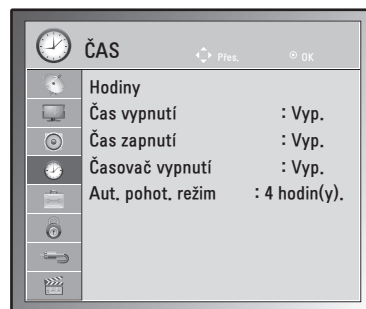 ČAS Přes. OK
Hodiny
Čas vypnutí : Vyp.
Čas zapnutí : Vyp.
Časovač vypnutí : Vyp.
Aut. pohot. režim : 4 hodin(y).